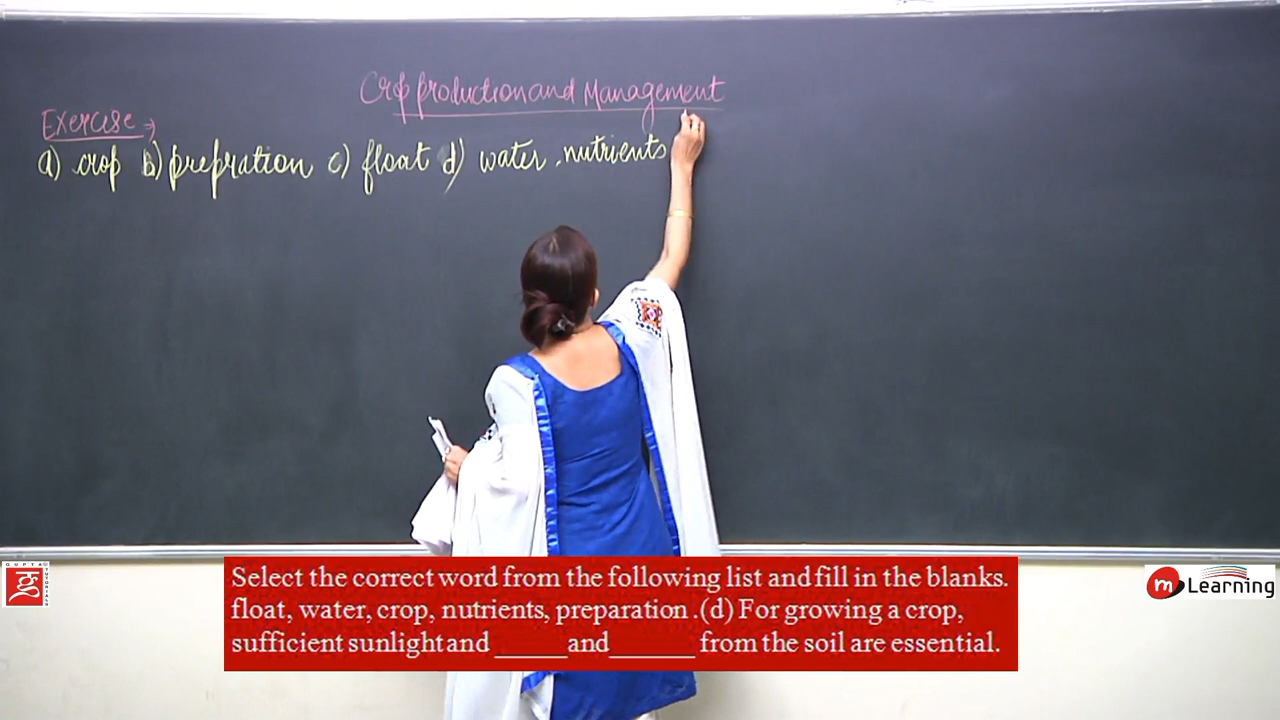 Crop production and Management
Exercise →
a) crop b) prepration c) float d) water, nutrients
Select the correct word from the following list and fill in the blanks.
float, water, crop, nutrients, preparation .(d) For growing a crop,
sufficient sunlight and ______and_______ from the soil are essential.
GUPTA
TUTORIALS
m Learning